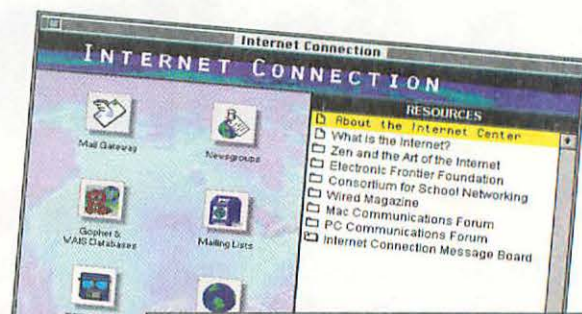 Internet Connection
INTERNET CONNECTION
Mail Gateway
Newsgroups
Gopher &
WAIS Databases
Mailing Lists
RESOURCES
About the Internet Center
What is the Internet?
Zen and the Art of the Internet
Electronic Frontier Foundation
Consortium for School Networking
Wired Magazine
Mac Communications Forum
PC Communications Forum
Internet Connection Message Board